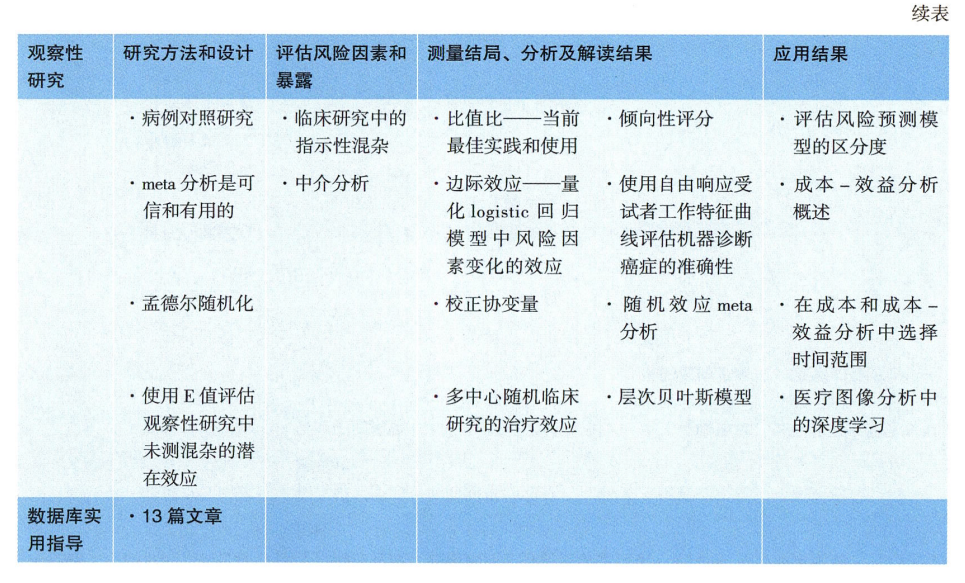 续表
观察性
研究
研究方法和设计
评估风险因素和
暴露
测量结局、分析及解读结果
应用结果
·病例对照研究
·临床研究中的
指示性混杂
·比值比——当前
最佳实践和使用
·倾向性评分
·评估风险预测模
型的区分度
·meta 分析是可
信和有用的
·中介分析
·边际效应——量
化 logistic 回归
模型中风险因
素变化的效应
·使用自由响应受
试者工作特征曲
线评估机器诊断
癌症的准确性
·成本－效益分析
概述
·孟德尔随机化
·校正协变量
·随机效应 meta
分析
·在成本和成本－
效益分析中选择
时间范围
·使用 E 值评估
观察性研究中
未测混杂的潜
在效应
·多中心随机临床
研究的治疗效应
·层次贝叶斯模型
·医疗图像分析中
的深度学习
数据库实
用指导
·13 篇文章